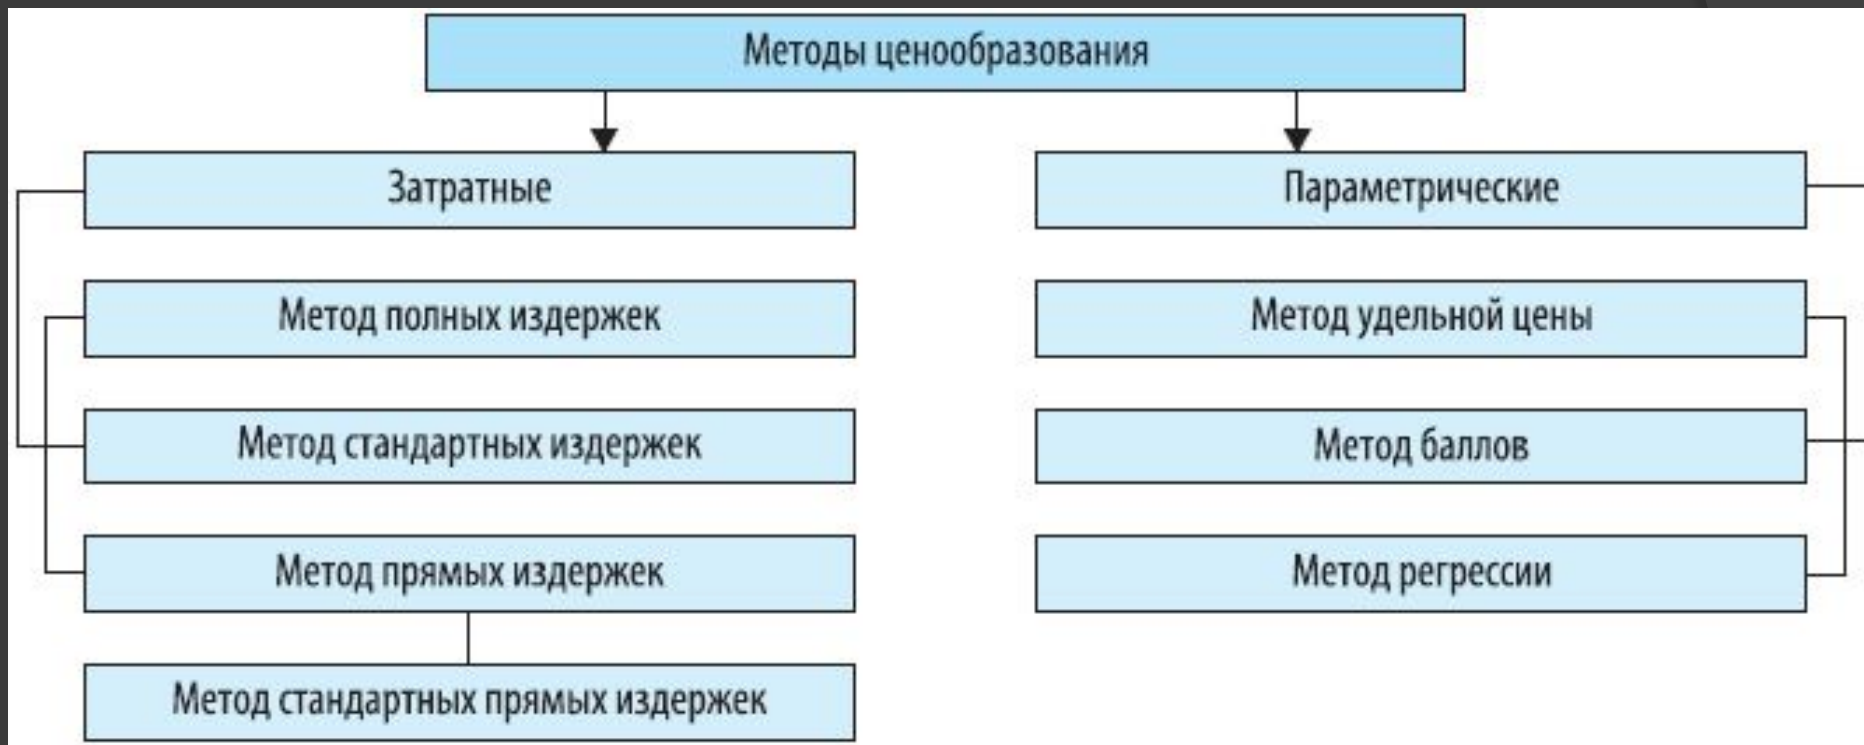 Методы ценообразования
Затратные
Параметрические
Метод полных издержек
Метод удельной цены
Метод стандартных издержек
Метод баллов
Метод прямых издержек
Метод регрессии
Метод стандартных прямых издержек